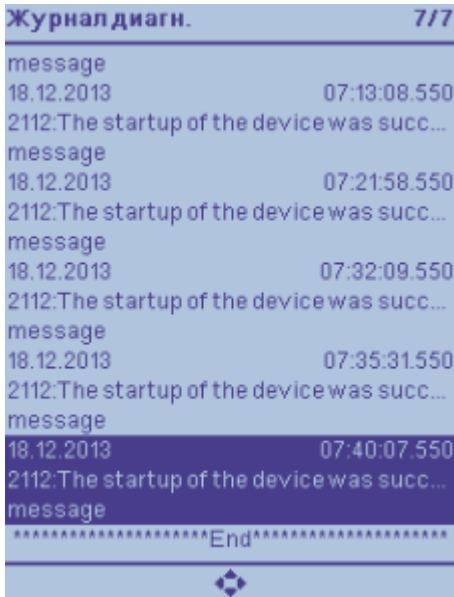 Журнал диагн. 7/7
message
18.12.2013 07:13:08.550
2112:The startup of the device was succ...
message
18.12.2013 07:21:58.550
2112:The startup of the device was succ...
message
18.12.2013 07:32:09.550
2112:The startup of the device was succ...
message
18.12.2013 07:35:31.550
2112:The startup of the device was succ...
message
18.12.2013 07:40:07.550
2112:The startup of the device was succ...
message
*********************End*********************